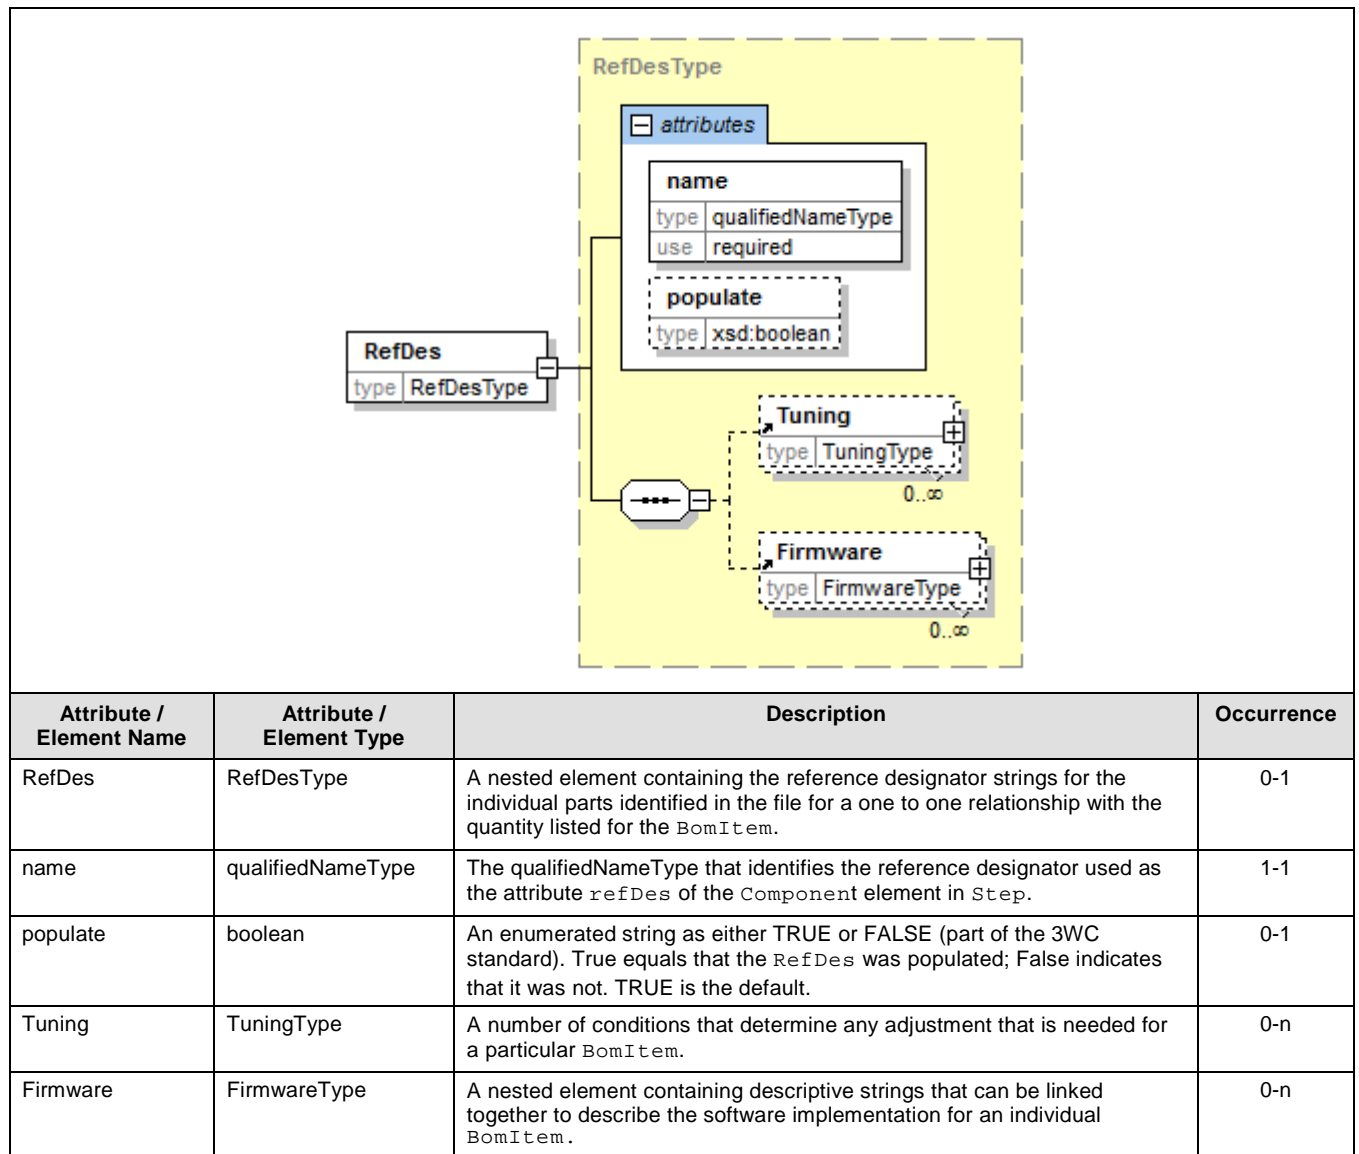 RefDesType
attributes
name
type qualifiedNameType
use required
populate
type xsd:boolean
RefDes
type RefDesType
Tuning
type TuningType
0..∞
Firmware
type FirmwareType
0..∞
Attribute / Element Name Attribute / Element Type Description Occurrence
RefDes RefDesType A nested element containing the reference designator strings for the 0-1
individual parts identified in the file for a one to one relationship with the
quantity listed for the BomItem.
name qualifiedNameType The qualifiedNameType that identifies the reference designator used as 1-1
the attribute refDes of the Component element in Step.
populate boolean An enumerated string as either TRUE or FALSE (part of the 3WC 0-1
standard). True equals that the RefDes was populated; False indicates
that it was not. TRUE is the default.
Tuning TuningType A number of conditions that determine any adjustment that is needed for 0-n
a particular BomItem.
Firmware FirmwareType A nested element containing descriptive strings that can be linked 0-n
together to describe the software implementation for an individual
BomItem.